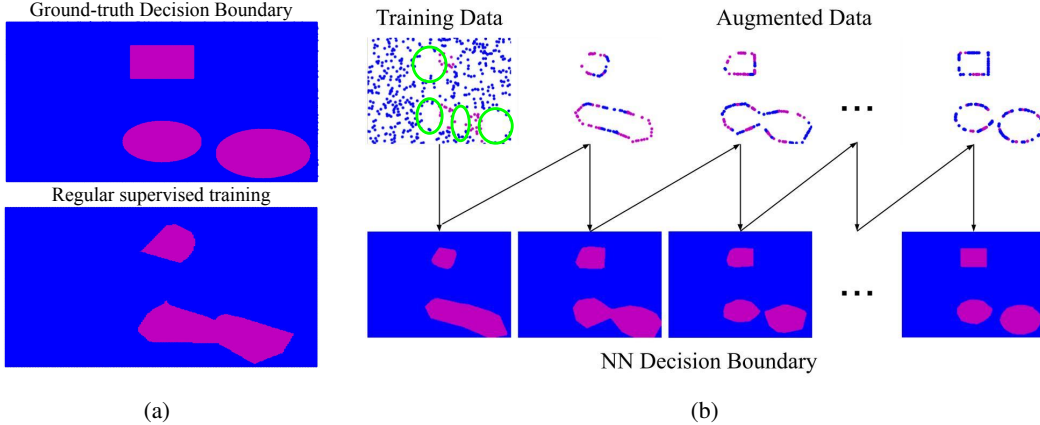 Ground-truth Decision Boundary
Regular supervised training
(a)
Training Data
Augmented Data
...
...
NN Decision Boundary
(b)